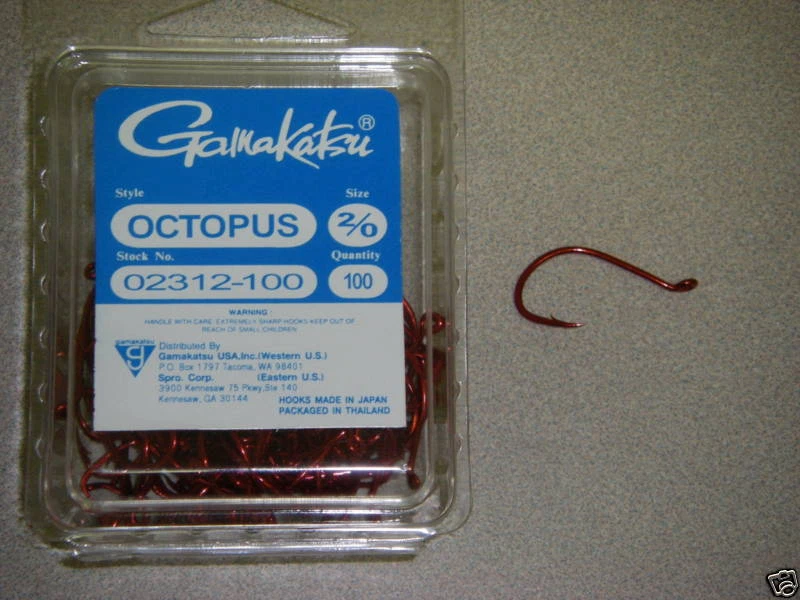 Gamakatsu®
Style Size
OCTOPUS 2/0
Stock No. Quantity
02312-100 100
WARNING:
HANDLE WITH CARE. EXTREMELY SHARP HOOKS KEEP OUT OF
REACH OF SMALL CHILDREN.
gamakatsu
g
Distributed By
Gamakatsu USA,Inc.(Western U.S.)
P.O. Box 1797 Tacoma, WA 98401
Spro. Corp. (Eastern U.S.)
3900 Kennesaw 75 Pkwy,Ste 140
Kennesaw, GA 30144
HOOKS MADE IN JAPAN
PACKAGED IN THAILAND